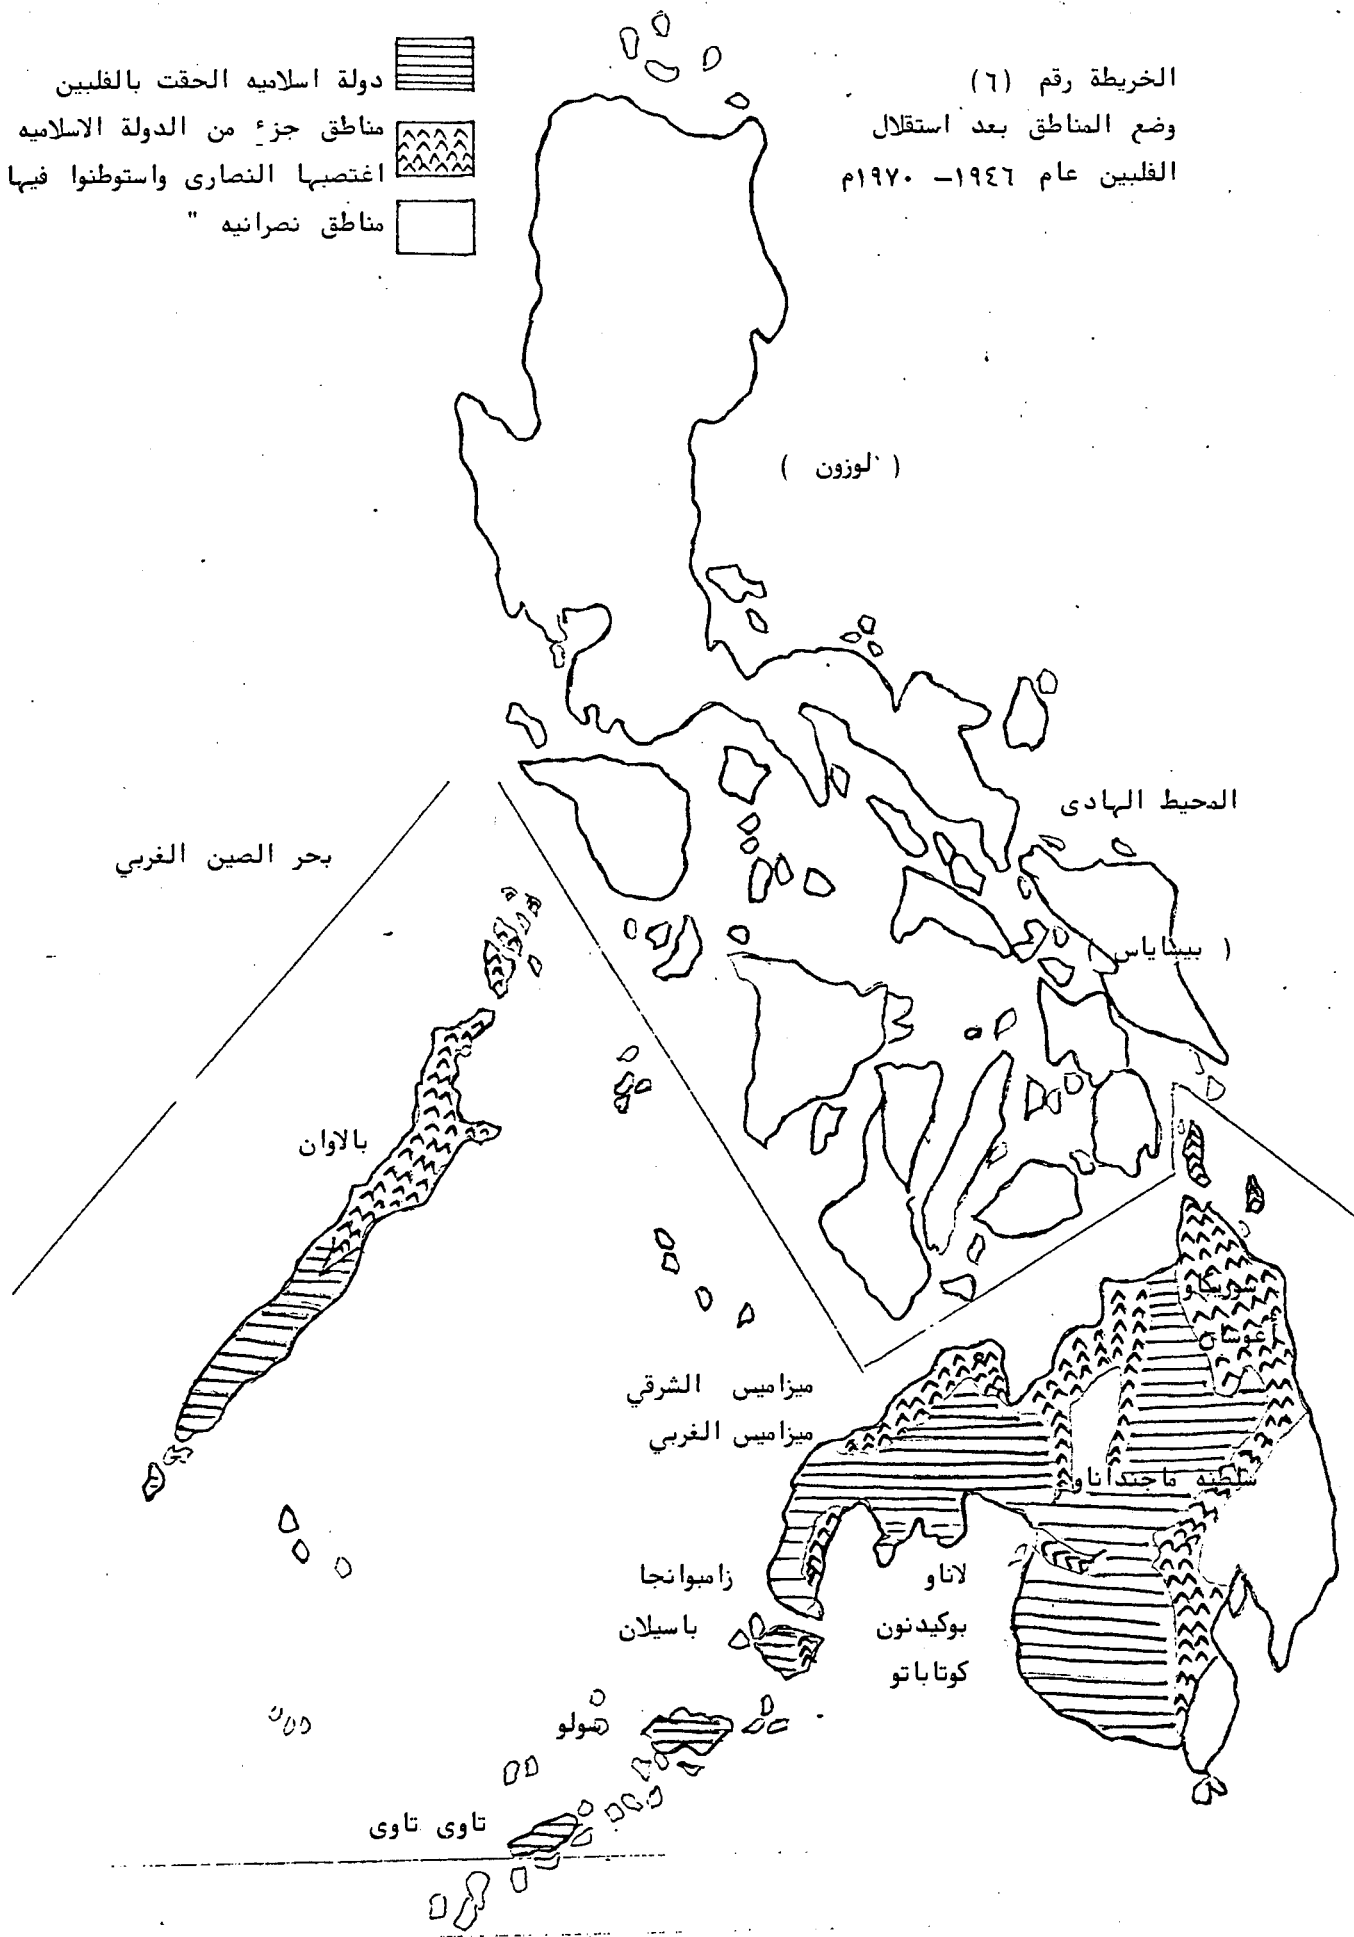 الخريطة رقم (٦)
وضع المناطق بعد استقلال
الفلبين عام ١٩٤٦– ١٩٧٠م
دولة اسلاميه الحقت بالفلبين
مناطق جزء من الدولة الاسلاميه
اغتصبها النصارى واستوطنوا فيها
مناطق نصرانيه "
( لوزون )
المحيط الهادى
بحر الصين الغربي
( بيشاياس )
بالاوان
سوريكاو
أغوسان
ميزاميس الشرقي
ميزاميس الغربي
سلطنه ماجنداناو
زامبوانجا
باسيلان
لاناو
بوكيدنون
كوتاباتو
سولو
تاوى تاوى